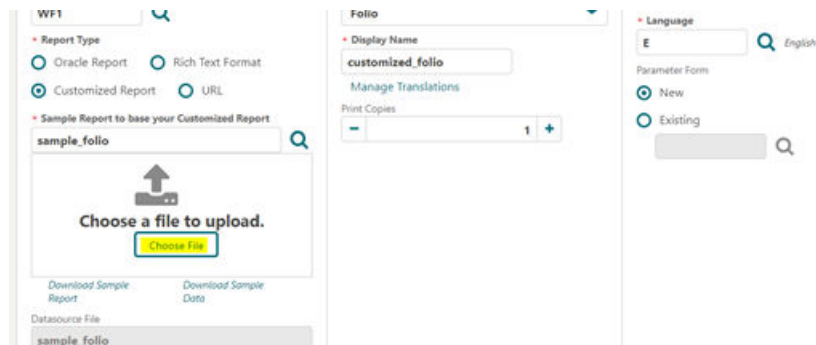 WF1
* Report Type
Oracle Report
Rich Text Format
Customized Report
URL
* Sample Report to base your Customized Report
sample_folio
Choose a file to upload.
Choose File
Download Sample
Report
Download Sample
Data
Datasource File
sample_folio
Folio
* Display Name
customized_folio
Manage Translations
Print Copies
− 1 +
* Language
E
English
Parameter Form
New
Existing